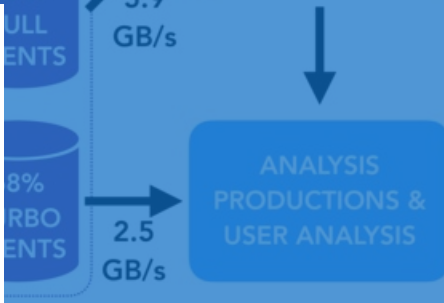 GB/s
ULL
ENTS
8%
RBO
ENTS
2.5
GB/s
ANALYSIS
PRODUCTIONS &
USER ANALYSIS